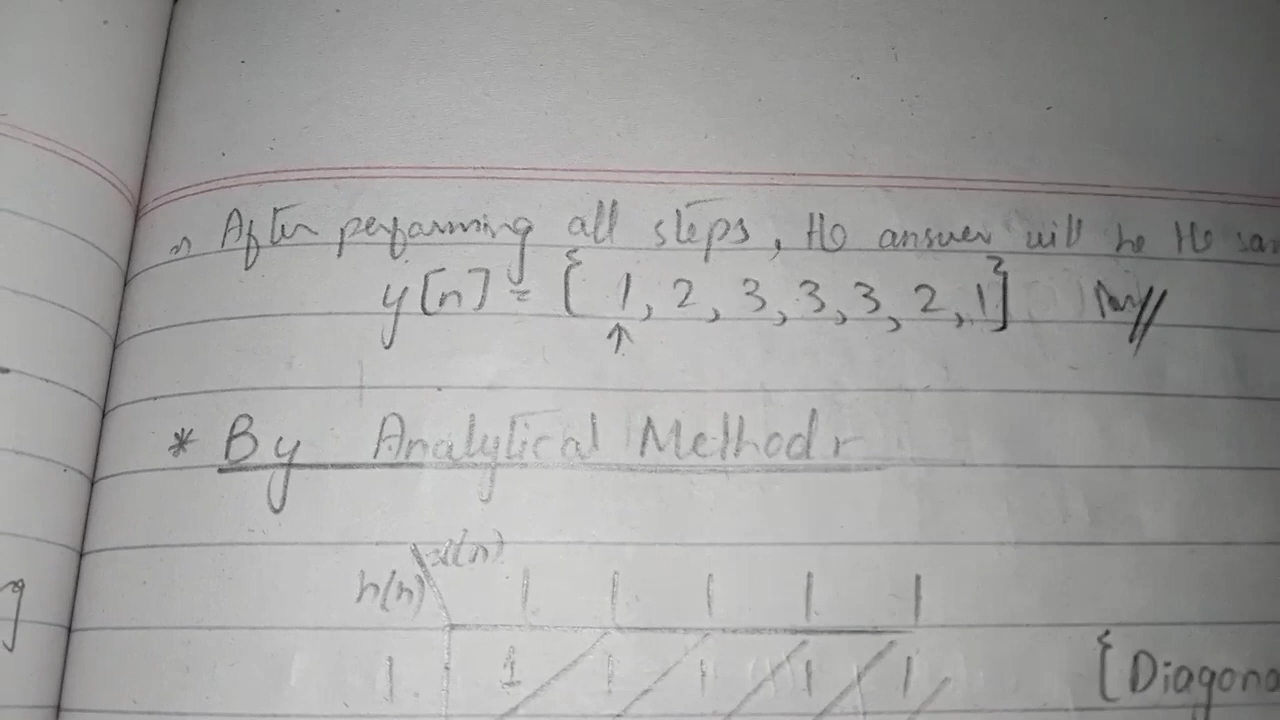 ⇒ After performing all steps, the answer will be the sa
y[n] = { 1, 2, 3, 3, 3, 2, 1 }
↑
* By Analytical Method :-
x(n)
h(n) 1 1 1 1 1
1 1 1 1 1 1 {Diagona